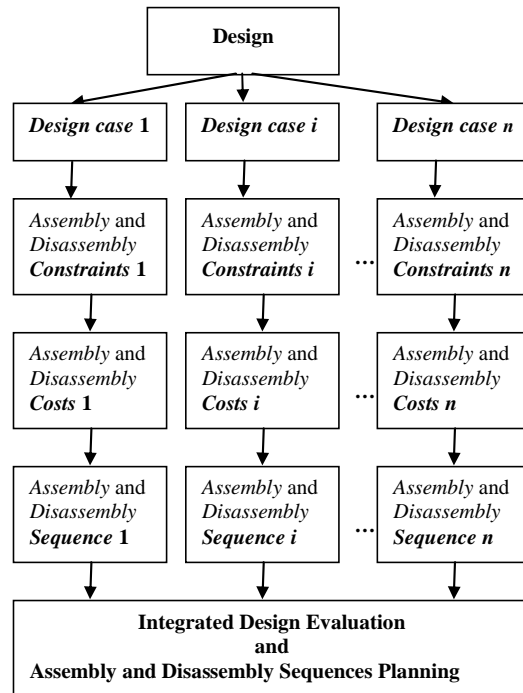 Design
Design case 1
Design case i
Design case n
Assembly and
Disassembly
Constraints 1
Assembly and
Disassembly
Constraints i
...
Assembly and
Disassembly
Constraints n
Assembly and
Disassembly
Costs 1
Assembly and
Disassembly
Costs i
...
Assembly and
Disassembly
Costs n
Assembly and
Disassembly
Sequence 1
Assembly and
Disassembly
Sequence i
...
Assembly and
Disassembly
Sequence n
Integrated Design Evaluation
and
Assembly and Disassembly Sequences Planning